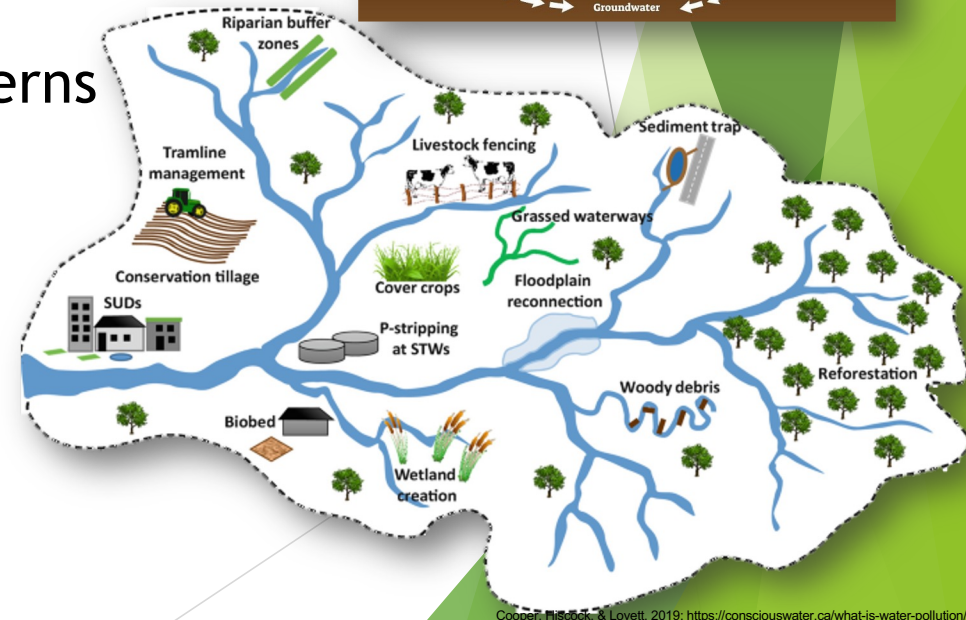 Groundwater
erns
Riparian buffer
zones
Sediment trap
Livestock fencing
Tramline
management
Grassed waterways
Conservation tillage
Cover crops
Floodplain
reconnection
SUDs
P-stripping
at STWs
Reforestation
Woody debris
Biobed
Wetland
creation
Cooper, Hiscock, & Lovett, 2019; https://consciouswater.ca/what-is-water-pollution/